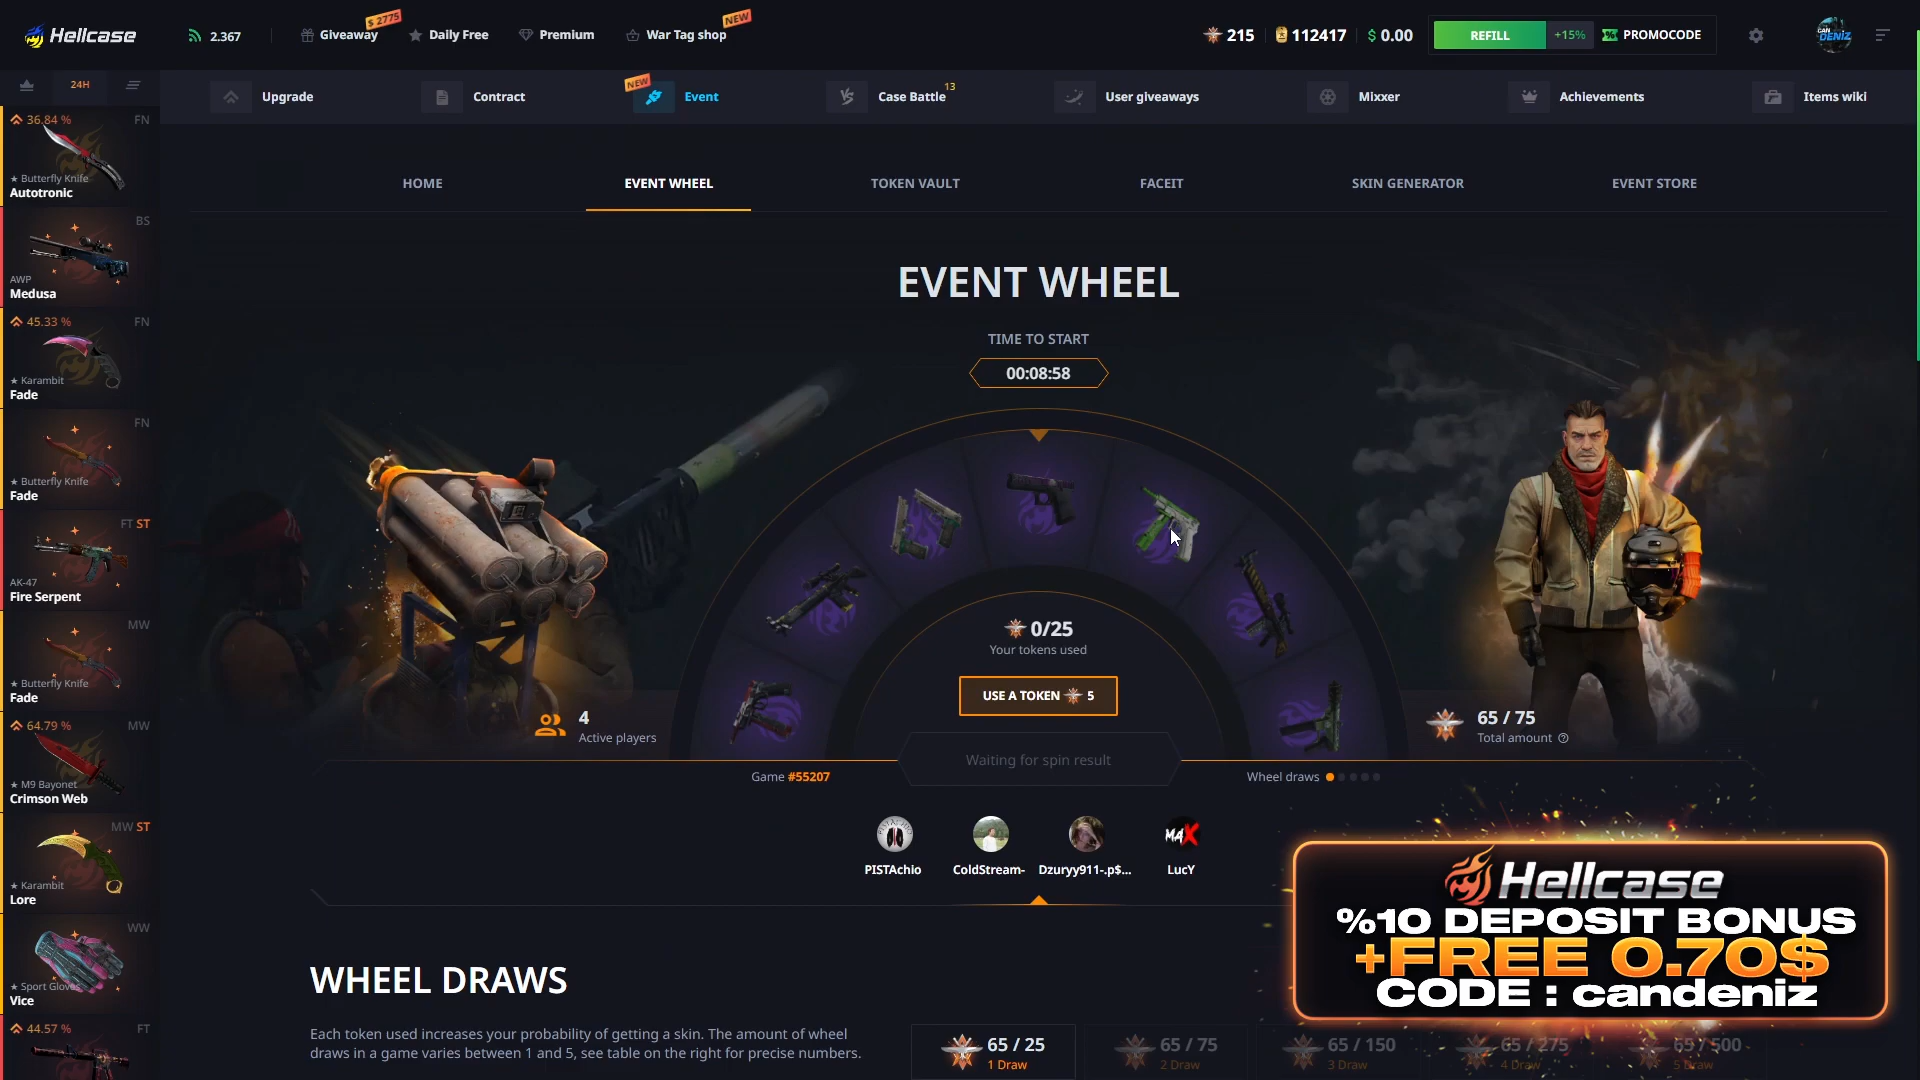 Hellcase
2.367
Giveaway
$ 2775
Daily Free
Premium
War Tag shop
NEW
215
112417
$ 0.00
REFILL
+15%
PROMOCODE
CAN DENIZ
24H
Upgrade
Contract
NEW
Event
Case Battle
13
User giveaways
Mixxer
Achievements
Items wiki
36.84 %
FN
★ Butterfly Knife
Autotronic
BS
AWP
Medusa
45.33 %
FN
★ Karambit
Fade
FN
★ Butterfly Knife
Fade
FT ST
AK-47
Fire Serpent
MW
★ Butterfly Knife
Fade
64.79 %
MW
★ M9 Bayonet
Crimson Web
MW ST
★ Karambit
Lore
WW
★ Sport Gloves
Vice
44.57 %
FT
HOME
EVENT WHEEL
TOKEN VAULT
FACEIT
SKIN GENERATOR
EVENT STORE
EVENT WHEEL
TIME TO START
00:08:58
0/25
Your tokens used
USE A TOKEN 5
4
Active players
65 / 75
Total amount
Waiting for spin result
Game #55207
Wheel draws
MAX
PISTAchio
ColdStream-
Dzuryy911-.p$...
LucY
WHEEL DRAWS
Each token used increases your probability of getting a skin. The amount of wheel
draws in a game varies between 1 and 5, see table on the right for precise numbers.
65 / 25
1 Draw
65 / 75
2 Draw
65 / 150
3 Draw
65 / 275
4 Draw
65 / 500
5 Draw
Hellcase
%10 DEPOSIT BONUS
+FREE 0.70$
CODE : candeniz